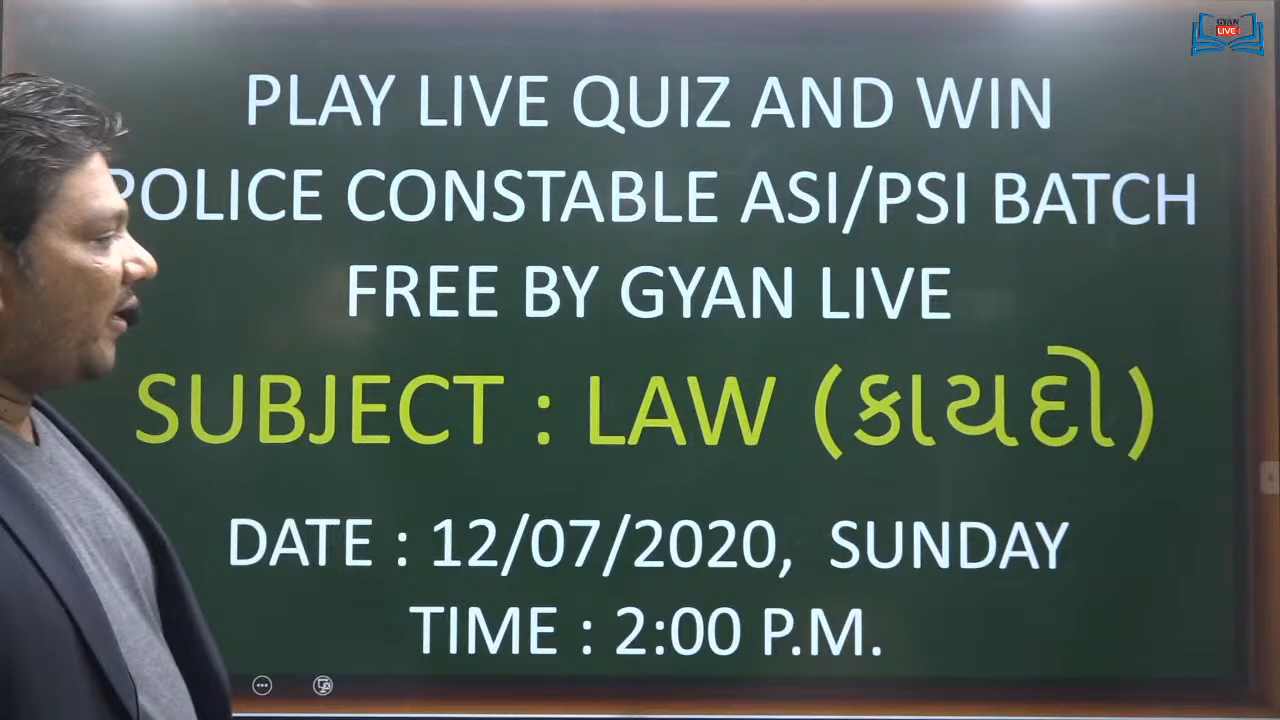 GYAN
LIVE
PLAY LIVE QUIZ AND WIN
POLICE CONSTABLE ASI/PSI BATCH
FREE BY GYAN LIVE
SUBJECT : LAW (કાયદો)
DATE : 12/07/2020, SUNDAY
TIME : 2:00 P.M.